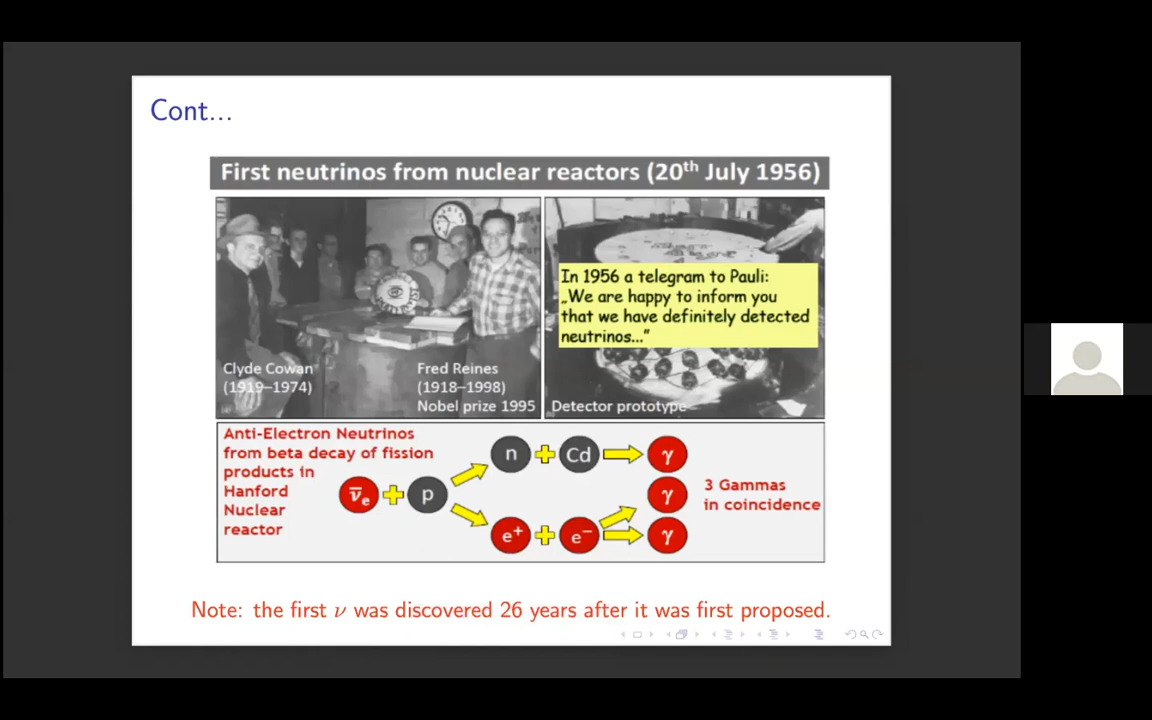 Cont...
First neutrinos from nuclear reactors (20th July 1956)
Clyde Cowan
(1919–1974)
Fred Reines
(1918–1998)
Nobel prize 1995
In 1956 a telegram to Pauli:
„We are happy to inform you
that we have definitely detected
neutrinos...”
Detector prototype
Anti-Electron Neutrinos
from beta decay of fission
products in
Hanford
Nuclear
reactor
ν̅e + p
n + Cd γ
γ
e⁺ + e⁻ γ
3 Gammas
in coincidence
Note: the first ν was discovered 26 years after it was first proposed.